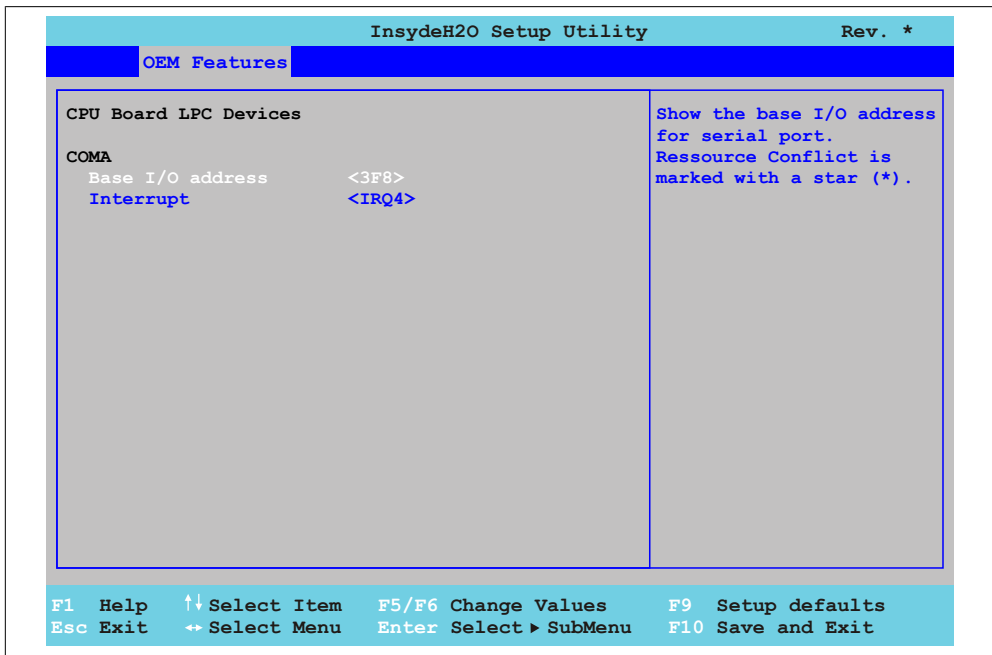 InsydeH2O Setup Utility Rev. *
OEM Features
CPU Board LPC Devices
COMA
Base I/O address <3F8>
Interrupt <IRQ4>
Show the base I/O address
for serial port.
Ressource Conflict is
marked with a star (*).
F1 Help ↑↓ Select Item F5/F6 Change Values F9 Setup defaults
Esc Exit ↔ Select Menu Enter Select ▶ SubMenu F10 Save and Exit